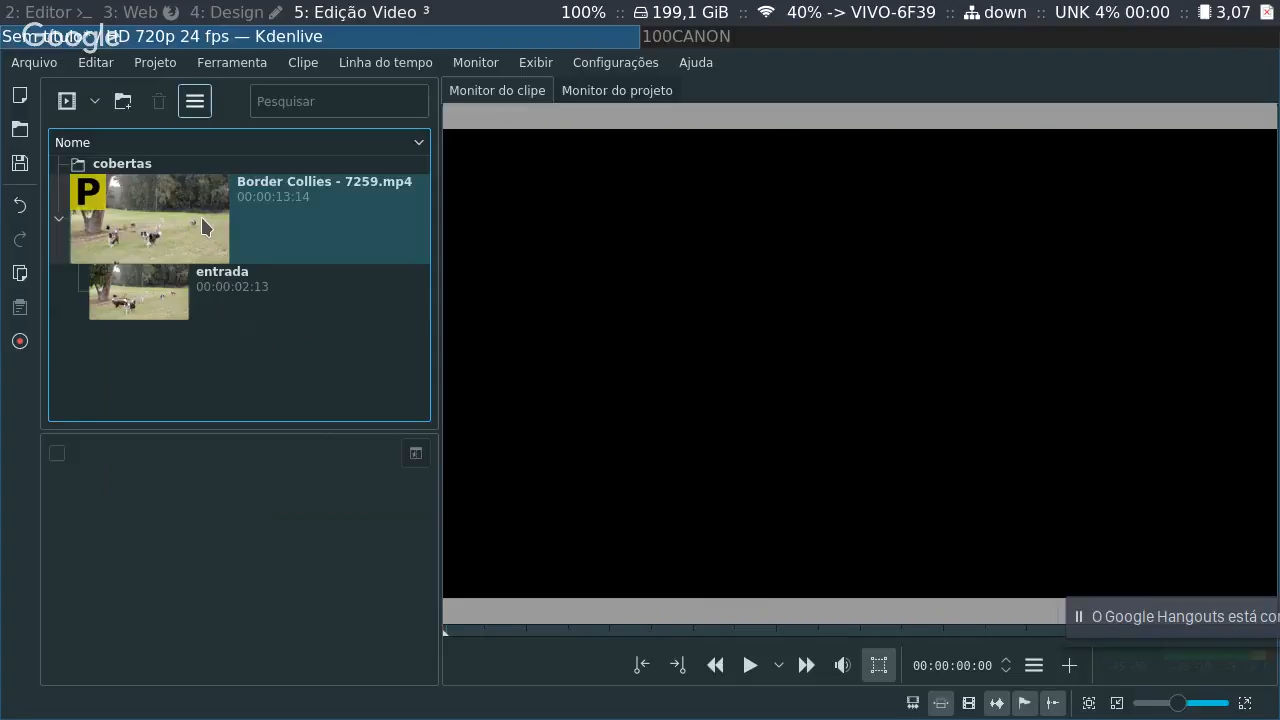 2: Editor 3: Web 4: Design 5: Edição Video ³ 100% :: 199,1 GiB :: 40% -> VIVO-6F39 :: down :: UNK 4% 00:00 :: 3,07
Google
HD 720p 24 fps — Kdenlive 100CANON
Arquivo Editar Projeto Ferramenta Clipe Linha do tempo Monitor Exibir Configurações Ajuda
Monitor do clipe Monitor do projeto
Pesquisar
Nome
cobertas
P
Border Collies - 7259.mp4
00:00:13:14
entrada
00:00:02:13
O Google Hangouts está
00:00:00:00